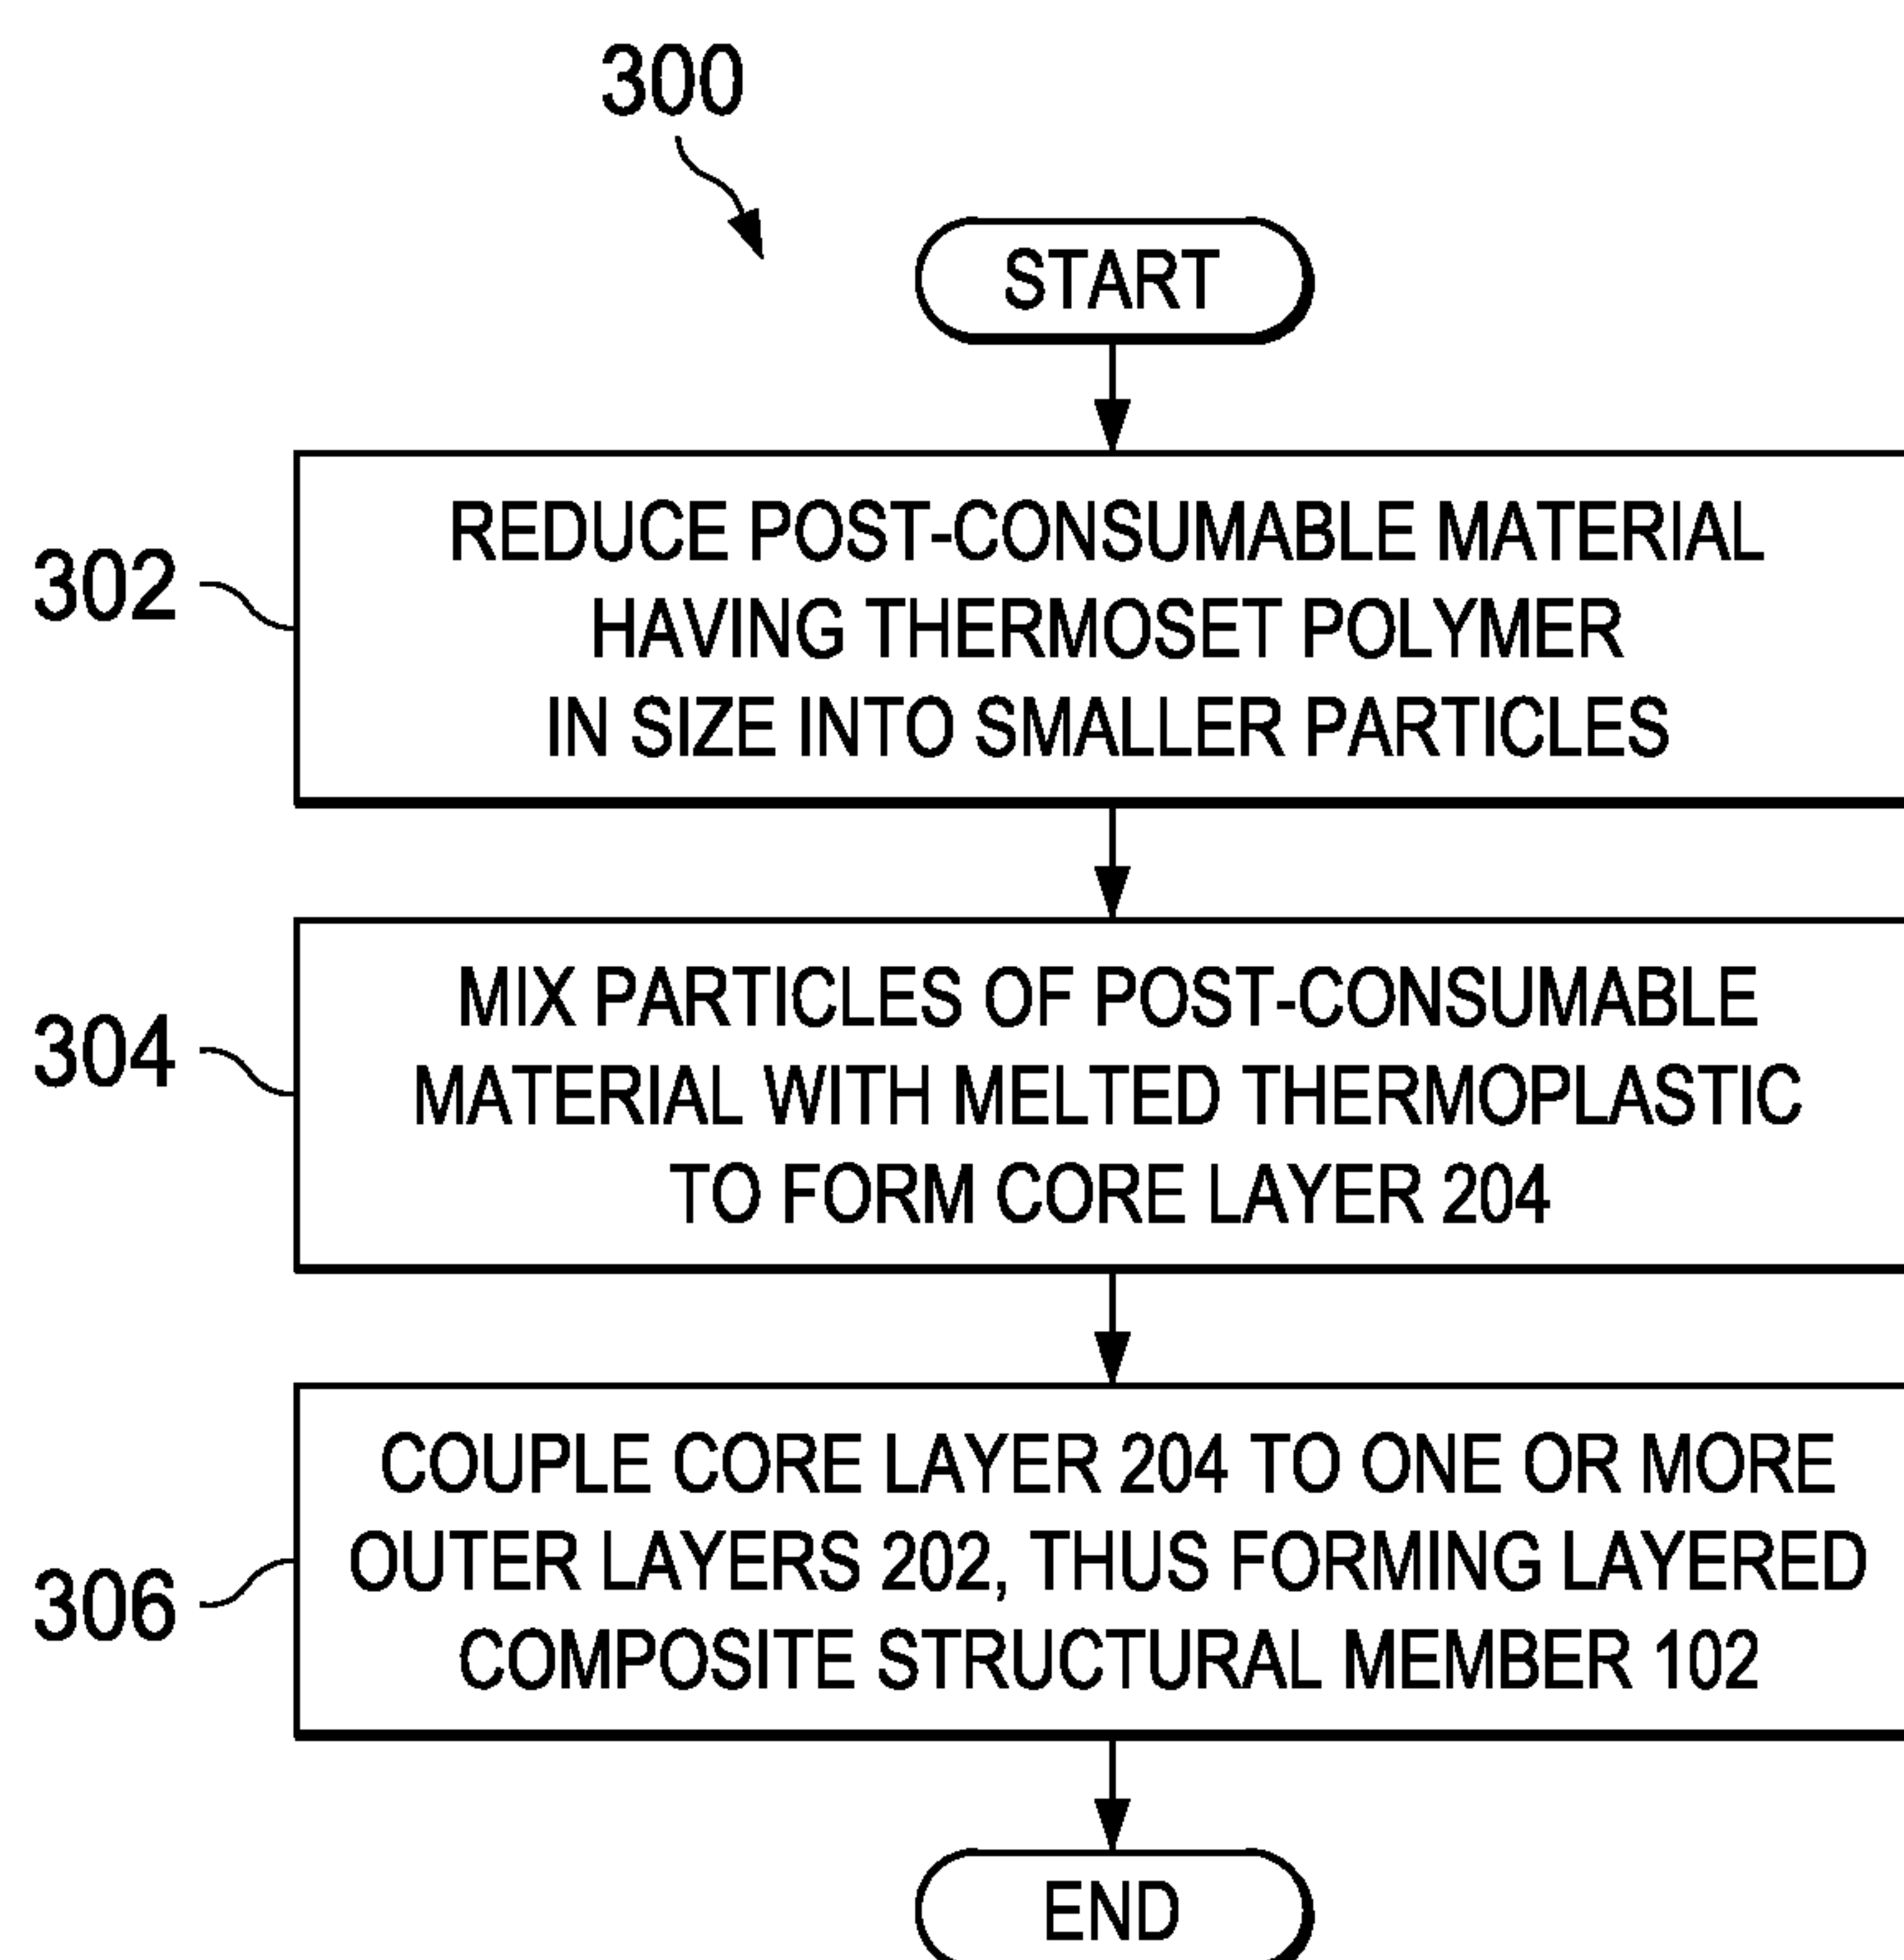 300
START
302
REDUCE POST-CONSUMABLE MATERIAL
HAVING THERMOSET POLYMER
IN SIZE INTO SMALLER PARTICLES
304
MIX PARTICLES OF POST-CONSUMABLE
MATERIAL WITH MELTED THERMOPLASTIC
TO FORM CORE LAYER 204
306
COUPLE CORE LAYER 204 TO ONE OR MORE
OUTER LAYERS 202, THUS FORMING LAYERED
COMPOSITE STRUCTURAL MEMBER 102
END